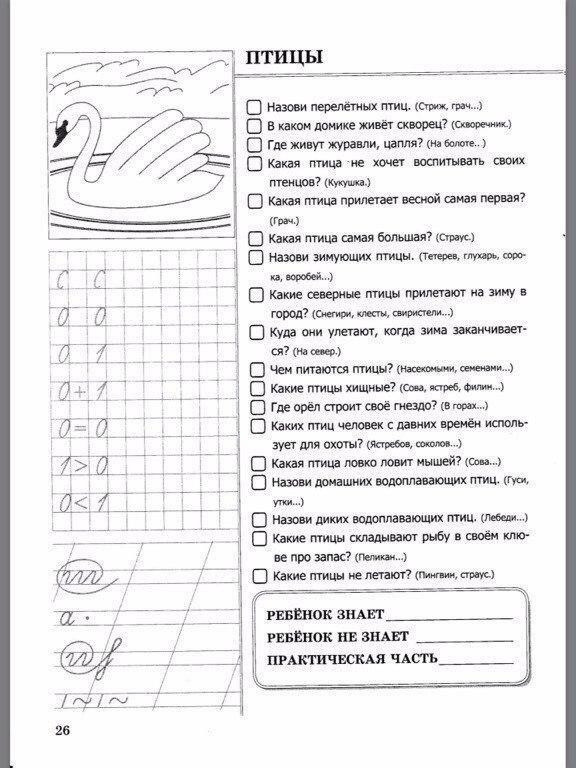 ПТИЦЫ
Назови перелётных птиц. (Стриж, грач...)
В каком домике живёт скворец? (Скворечник.)
Где живут журавли, цапля? (На болоте...)
Какая птица не хочет воспитывать своих
птенцов? (Кукушка.)
Какая птица прилетает весной самая первая?
(Грач.)
Какая птица самая большая? (Страус.)
Назови зимующих птицы. (Тетерев, глухарь, соро-
ка, воробей...)
Какие северные птицы прилетают на зиму в
город? (Снегири, клесты, свиристели...)
Куда они улетают, когда зима заканчивает-
ся? (На север.)
Чем питаются птицы? (Насекомыми, семенами...)
Какие птицы хищные? (Сова, ястреб, филин...)
Где орёл строит своё гнездо? (В горах...)
Каких птиц человек с давних времён исполь-
зует для охоты? (Ястребов, соколов...)
Какая птица ловко ловит мышей? (Сова...)
Назови домашних водоплавающих птиц. (Гуси,
утки...)
Назови диких водоплавающих птиц. (Лебеди...)
Какие птицы складывают рыбу в своём клю-
ве про запас? (Пеликан...)
Какие птицы не летают? (Пингвин, страус.)
РЕБЁНОК ЗНАЕТ
РЕБЁНОК НЕ ЗНАЕТ
ПРАКТИЧЕСКАЯ ЧАСТЬ
с с
0 0
0 1
0 + 1
0 = 0
1 > 0
0 < 1
а .
26